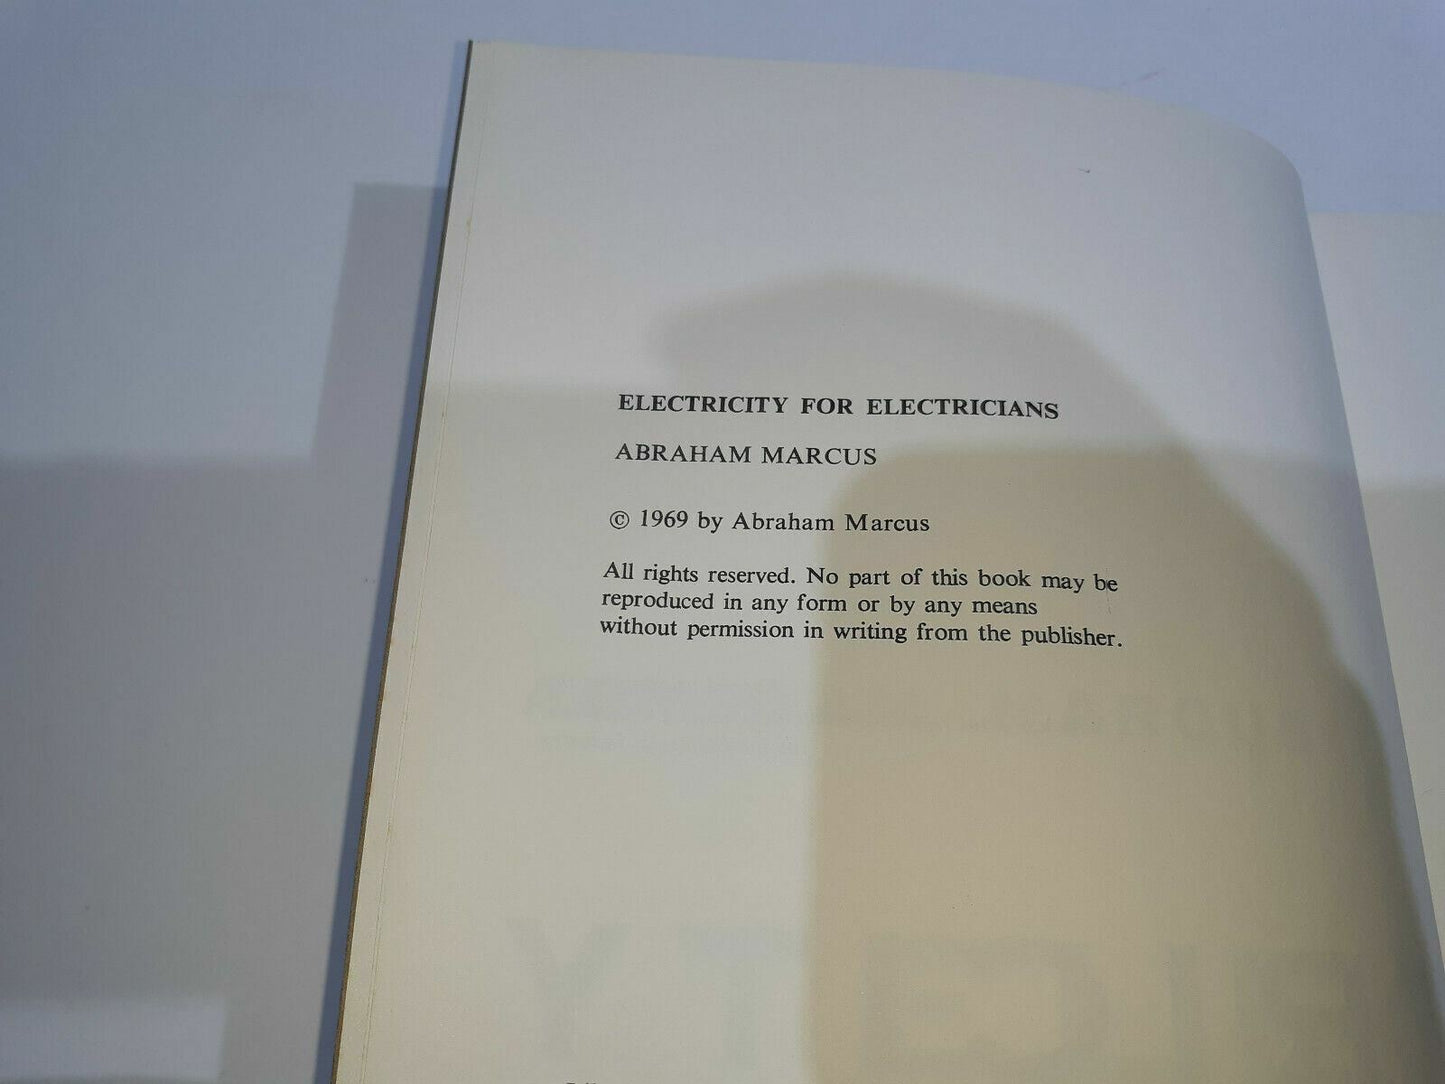 ELECTRICITY FOR ELECTRICIANS
ABRAHAM MARCUS
© 1969 by Abraham Marcus
All rights reserved. No part of this book may be
reproduced in any form or by any means
without permission in writing from the publisher.